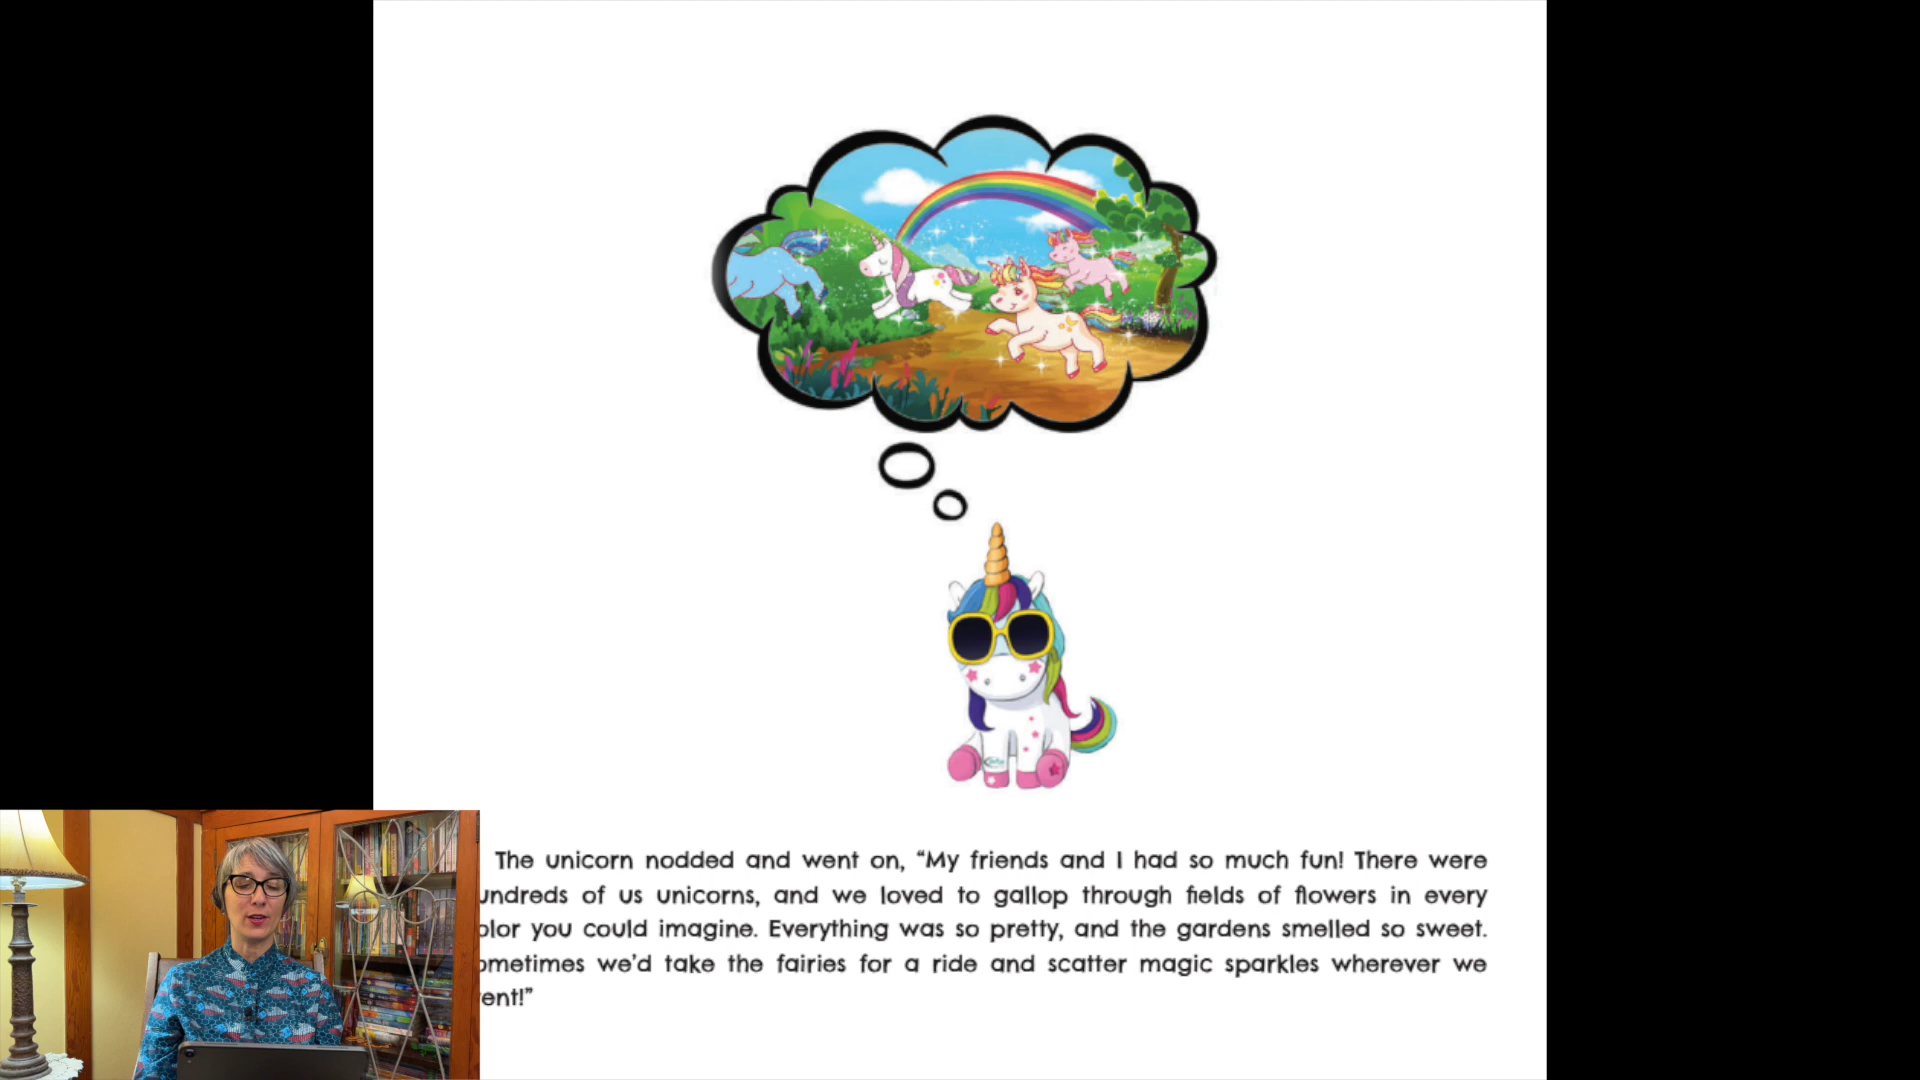 The unicorn nodded and went on, “My friends and I had so much fun! There were
undreds of us unicorns, and we loved to gallop through fields of flowers in every
olor you could imagine. Everything was so pretty, and the gardens smelled so sweet.
ometimes we’d take the fairies for a ride and scatter magic sparkles wherever we
ent!”